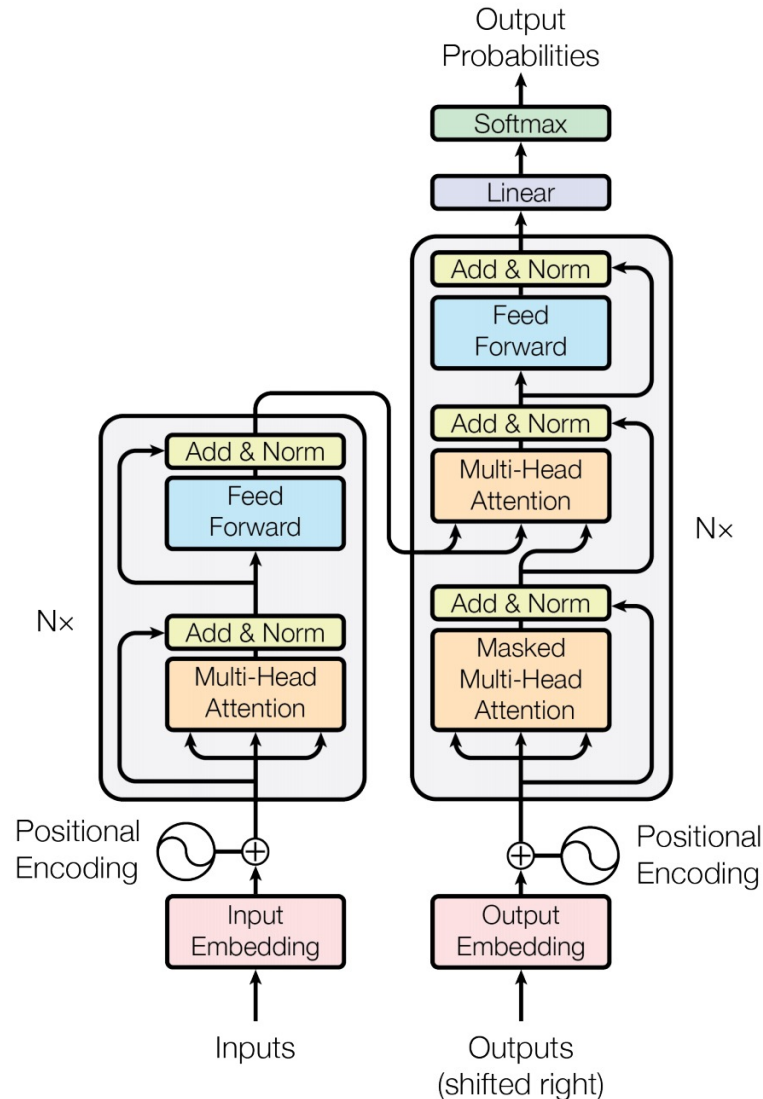 Output
Probabilities
Softmax
Linear
Add & Norm
Feed
Forward
Add & Norm
Multi-Head
Attention
Add & Norm
Masked
Multi-Head
Attention
Nx
Add & Norm
Feed
Forward
Add & Norm
Multi-Head
Attention
Nx
Positional
Encoding
Positional
Encoding
Input
Embedding
Output
Embedding
Inputs
Outputs
(shifted right)